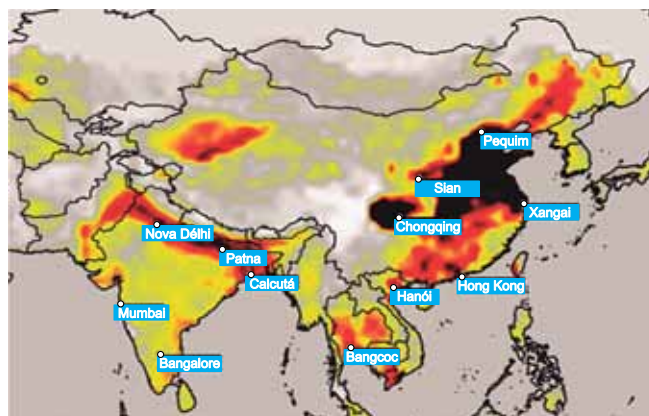 Pequim
Sian
Xangai
Chongqing
Nova Délhi
Patna
Calcutá
Hong Kong
Hanói
Mumbai
Bangcoc
Bangalore